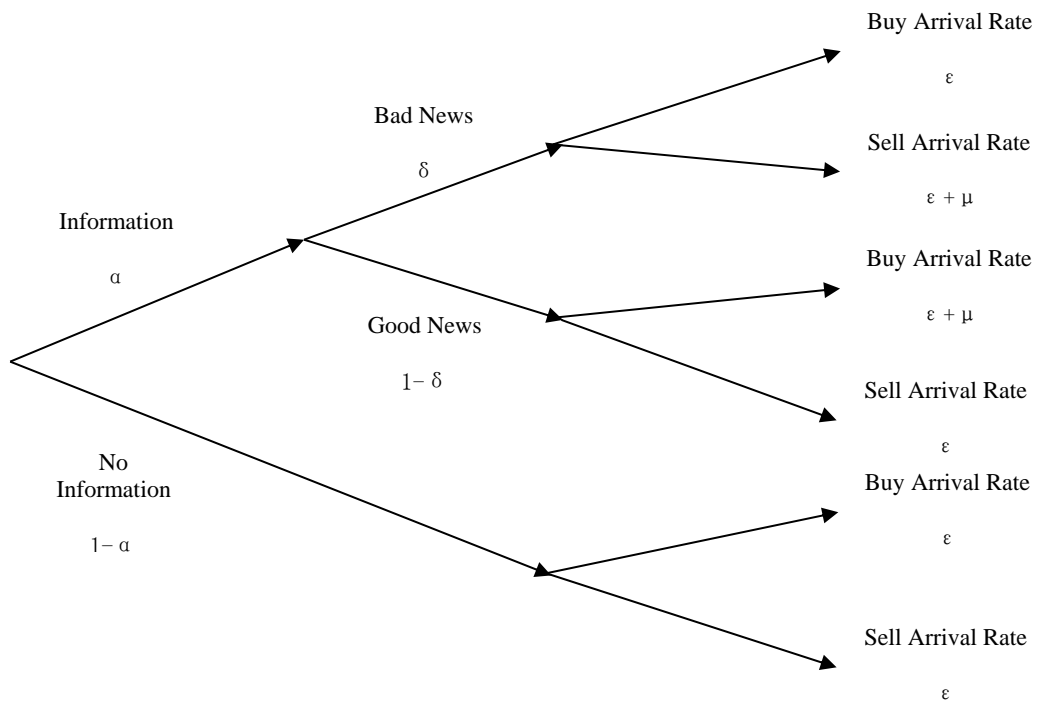 Buy Arrival Rate
ε
Bad News
δ
Sell Arrival Rate
ε + μ
Information
α
Buy Arrival Rate
ε + μ
Good News
1− δ
Sell Arrival Rate
ε
No
Information
1− α
Buy Arrival Rate
ε
Sell Arrival Rate
ε